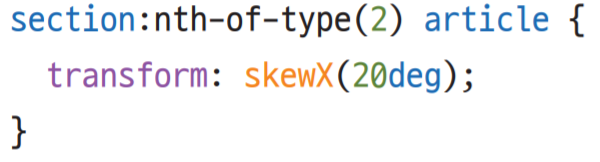 section:nth-of-type(2) article {
  transform: skewX(20deg);
}